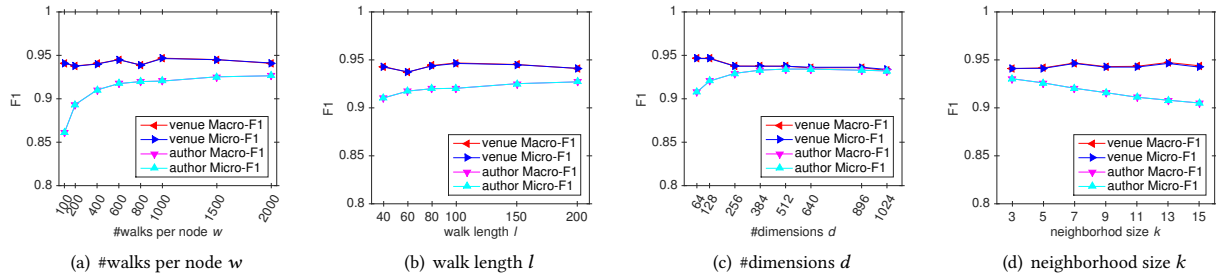 1
0.95
0.9
0.85
0.8
F1
venue Macro-F1
venue Micro-F1
author Macro-F1
author Micro-F1
100 200 400 600 800 1000 1500 2000
#walks per node w
(a) #walks per node w
1
0.95
0.9
0.85
0.8
F1
venue Macro-F1
venue Micro-F1
author Macro-F1
author Micro-F1
40 60 80 100 150 200
walk length l
(b) walk length l
1
0.95
0.9
0.85
0.8
F1
venue Macro-F1
venue Micro-F1
author Macro-F1
author Micro-F1
64 128 256 384 512 640 896 1024
#dimensions d
(c) #dimensions d
1
0.95
0.9
0.85
0.8
F1
venue Macro-F1
venue Micro-F1
author Macro-F1
author Micro-F1
3 5 7 9 11 13 15
neighborhod size k
(d) neighborhood size k